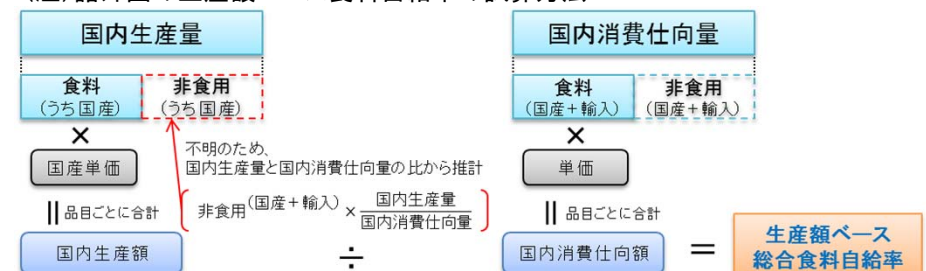 国内生産量
国内消費仕向量
食料
(うち国産)
非食用
(うち国産)
食料
(国産+輸入)
非食用
(国産+輸入)
×
国産単価
不明のため、
国内生産量と国内消費仕向量の比から推計
×
単価
品目ごとに合計
非食用(国産+輸入)×国内生産量/国内消費仕向量
品目ごとに合計
国内生産額
÷
国内消費仕向額
=
生産額ベース
総合食料自給率